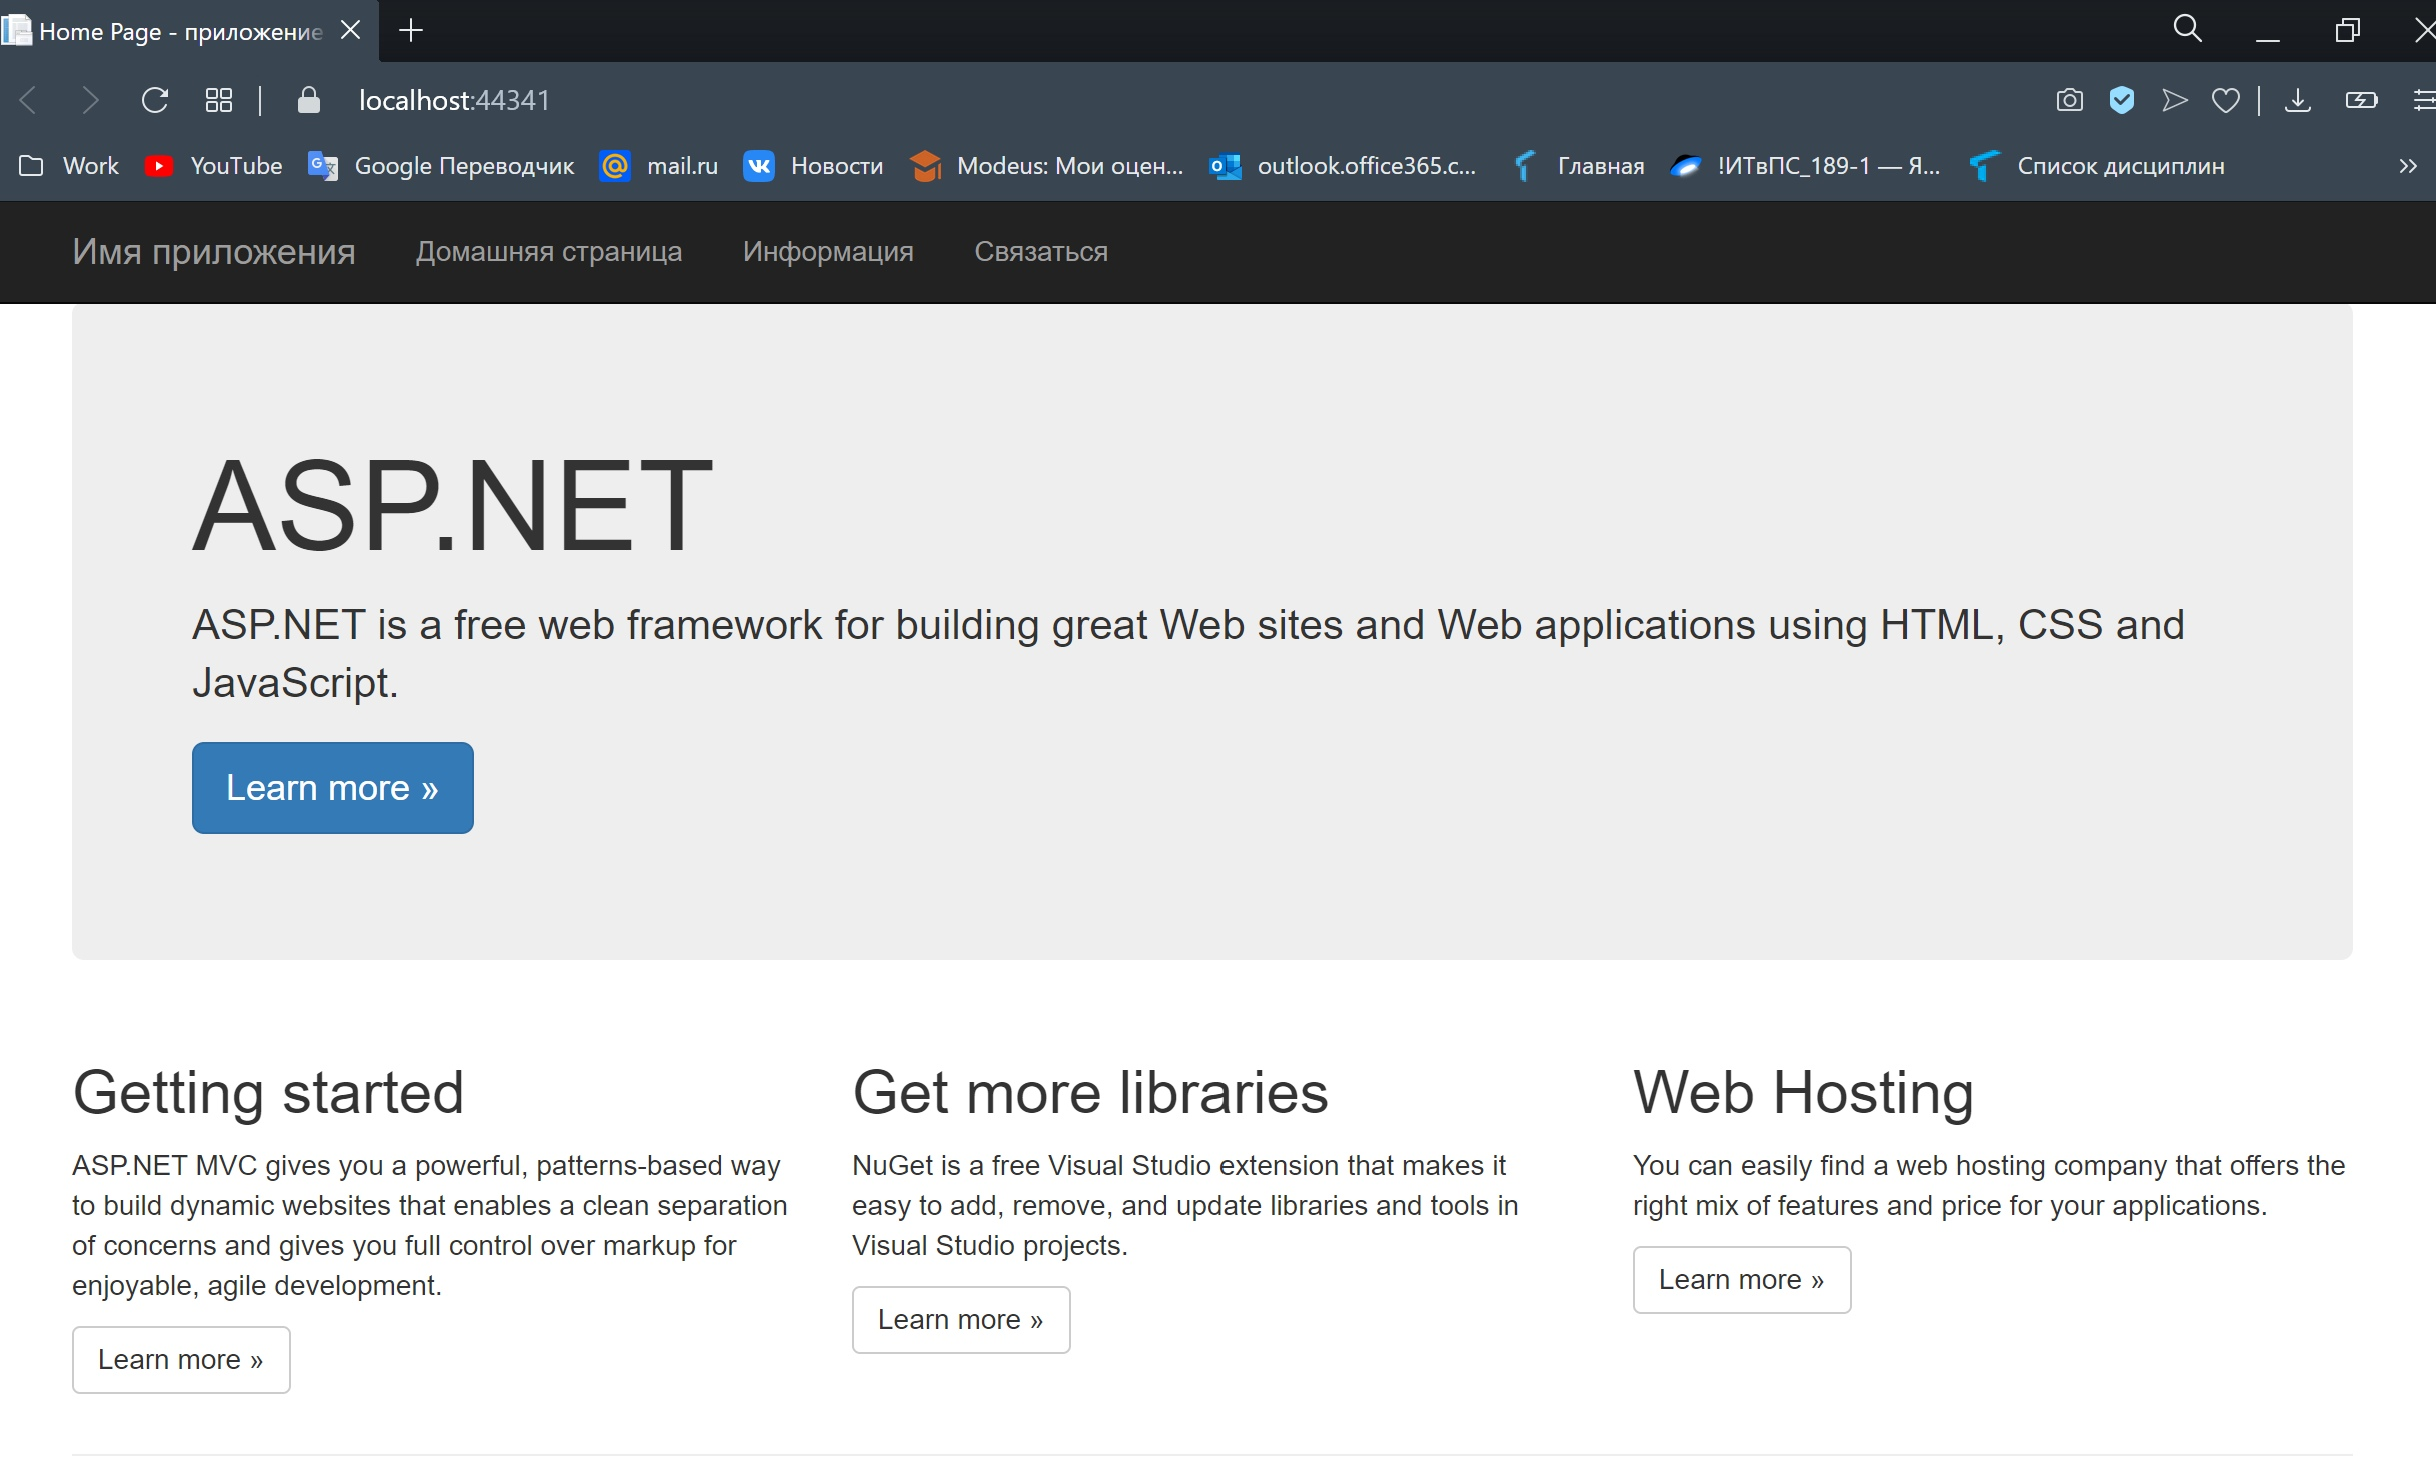 Home Page - приложение
localhost:44341
Work YouTube Google Переводчик mail.ru Новости Modeus: Мои оцен... outlook.office365.c... Главная !ИТвПС_189-1 — Я... Список дисциплин
Имя приложения Домашняя страница Информация Связаться
ASP.NET
ASP.NET is a free web framework for building great Web sites and Web applications using HTML, CSS and
JavaScript.
Learn more »
Getting started
ASP.NET MVC gives you a powerful, patterns-based way
to build dynamic websites that enables a clean separation
of concerns and gives you full control over markup for
enjoyable, agile development.
Learn more »
Get more libraries
NuGet is a free Visual Studio extension that makes it
easy to add, remove, and update libraries and tools in
Visual Studio projects.
Learn more »
Web Hosting
You can easily find a web hosting company that offers the
right mix of features and price for your applications.
Learn more »